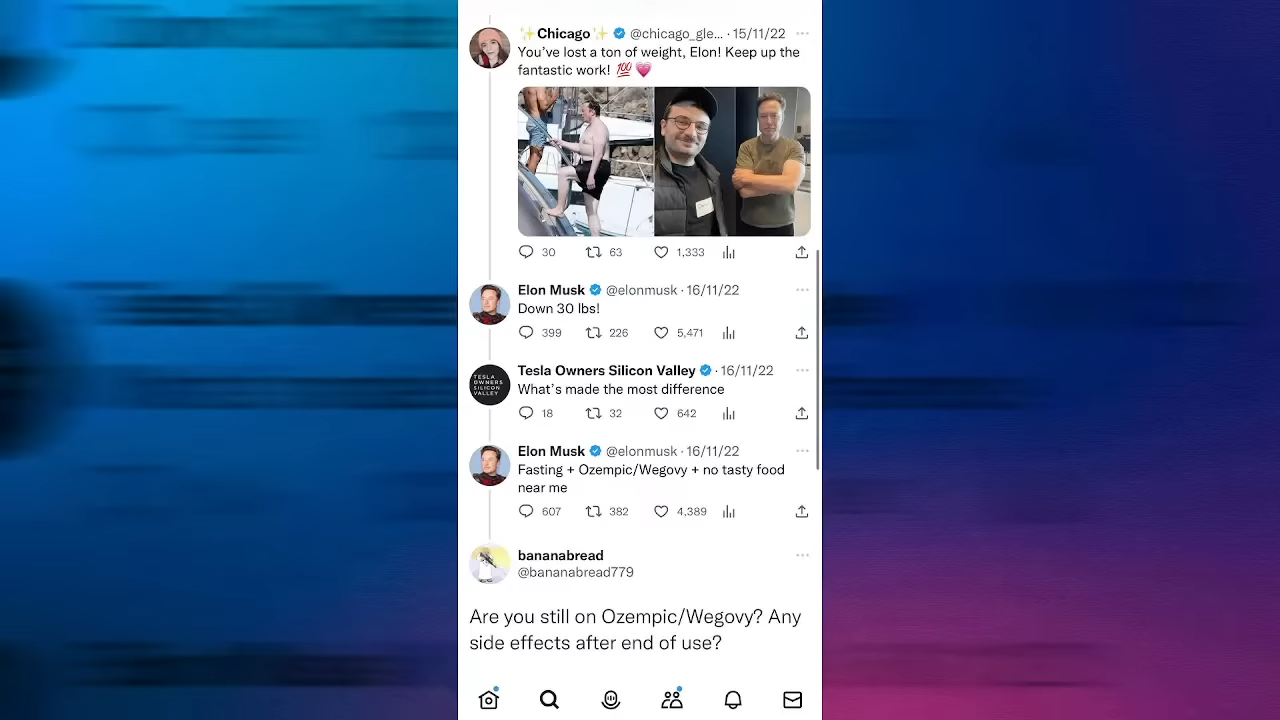 ✨Chicago✨ @chicago_gle... · 15/11/22
You've lost a ton of weight, Elon! Keep up the
fantastic work! 💯💗
30 63 1,333
Elon Musk @elonmusk · 16/11/22
Down 30 lbs!
399 226 5,471
TESLA
OWNERS
SILICON
VALLEY
Tesla Owners Silicon Valley · 16/11/22
What's made the most difference
18 32 642
Elon Musk @elonmusk · 16/11/22
Fasting + Ozempic/Wegovy + no tasty food
near me
607 382 4,389
bananabread
@bananabread779
Are you still on Ozempic/Wegovy? Any
side effects after end of use?